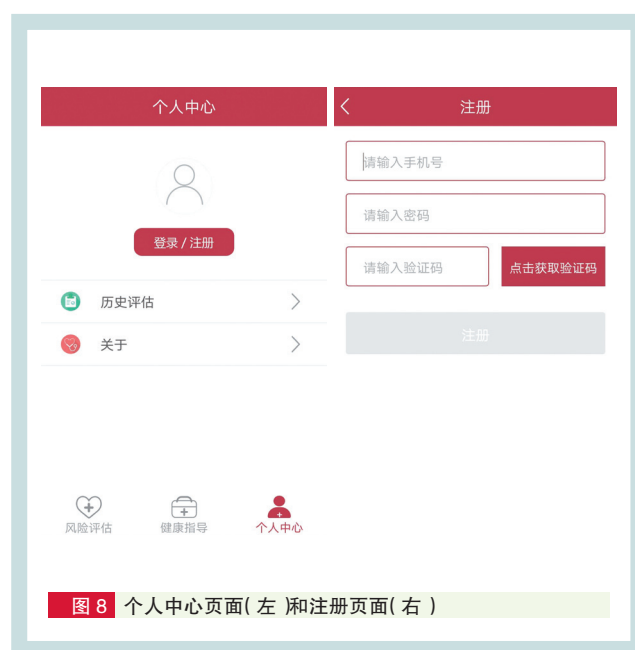 个人中心
登录 / 注册
历史评估
关于
风险评估
健康指导
个人中心
注册
请输入手机号
请输入密码
请输入验证码
点击获取验证码
注册
图 8 个人中心页面( 左 )和注册页面( 右 )